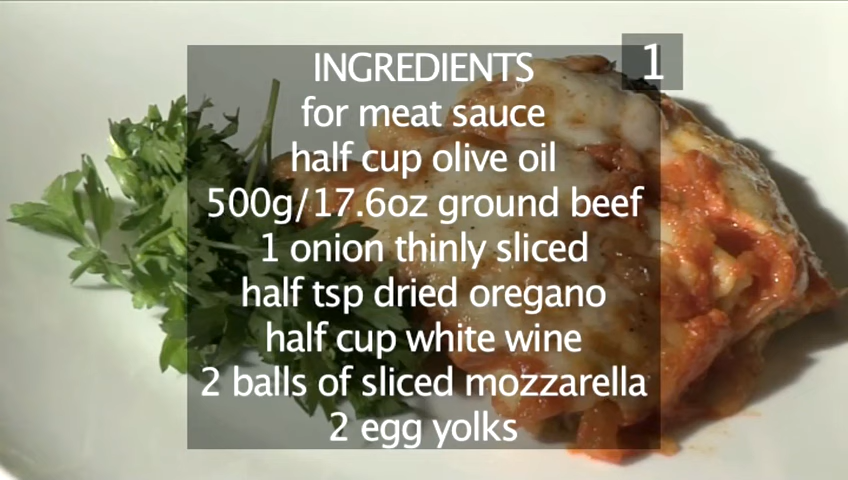 1
INGREDIENTS
for meat sauce
half cup olive oil
500g/17.6oz ground beef
1 onion thinly sliced
half tsp dried oregano
half cup white wine
2 balls of sliced mozzarella
2 egg yolks